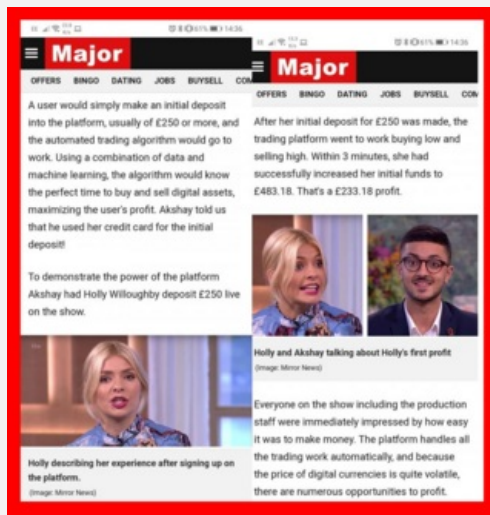 61% 14:35
Major
OFFERS BINGO DATING JOBS BUYSELL
A user would simply make an initial deposit
into the platform, usually of £250 or more, and
the automated trading algorithm would go to
work. Using a combination of data and
machine learning, the algorithm would know
the perfect time to buy and sell digital assets,
maximizing the user's profit. Akshay told us
that he used her credit card for the initial
deposit!
To demonstrate the power of the platform
Akshay had Holly Willoughby deposit £250 live
on the show.
Holly describing her experience after signing up on
the platform.
(Image: Mirror News)
61% 14:35
Major
OFFERS BINGO DATING JOBS BUYSELL
After her initial deposit for £250 was made, the
trading platform went to work buying low and
selling high. Within 3 minutes, she had
successfully increased her initial funds to
£483.18. That's a £233.18 profit.
Holly and Akshay talking about Holly's first profit
(Image: Mirror News)
Everyone on the show including the production
staff were immediately impressed by how easy
it was to make money. The platform handles all
the trading work automatically, and because
the price of digital currencies is quite volatile,
there are numerous opportunities to profit.